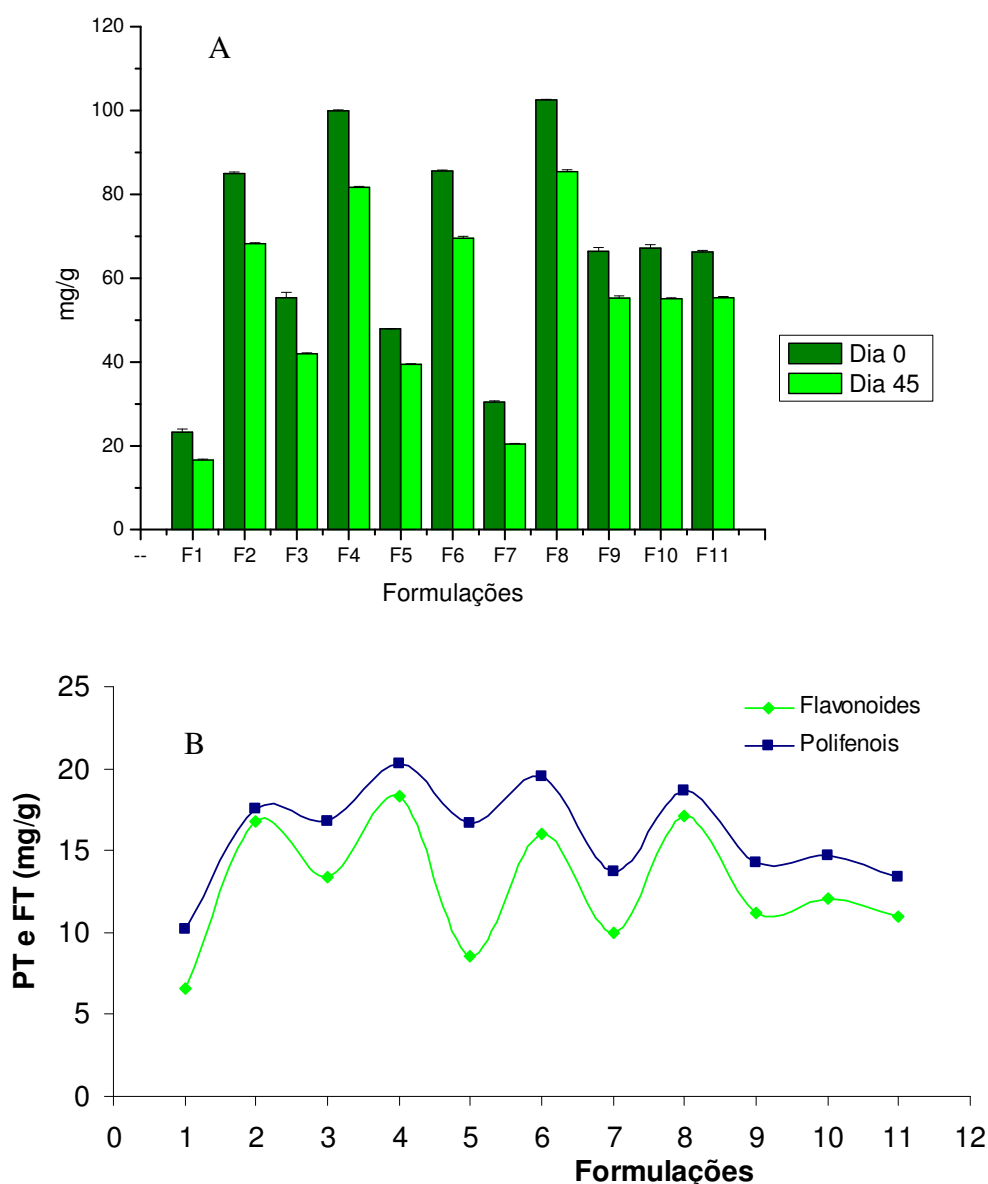 A
120
100
80
60
40
20
0
mg/g
-- F1 F2 F3 F4 F5 F6 F7 F8 F9 F10 F11
Formulações
Dia 0
Dia 45
B
25
20
15
10
5
0
PT e FT (mg/g)
Flavonoides
Polifenois
0 1 2 3 4 5 6 7 8 9 10 11 12
Formulações